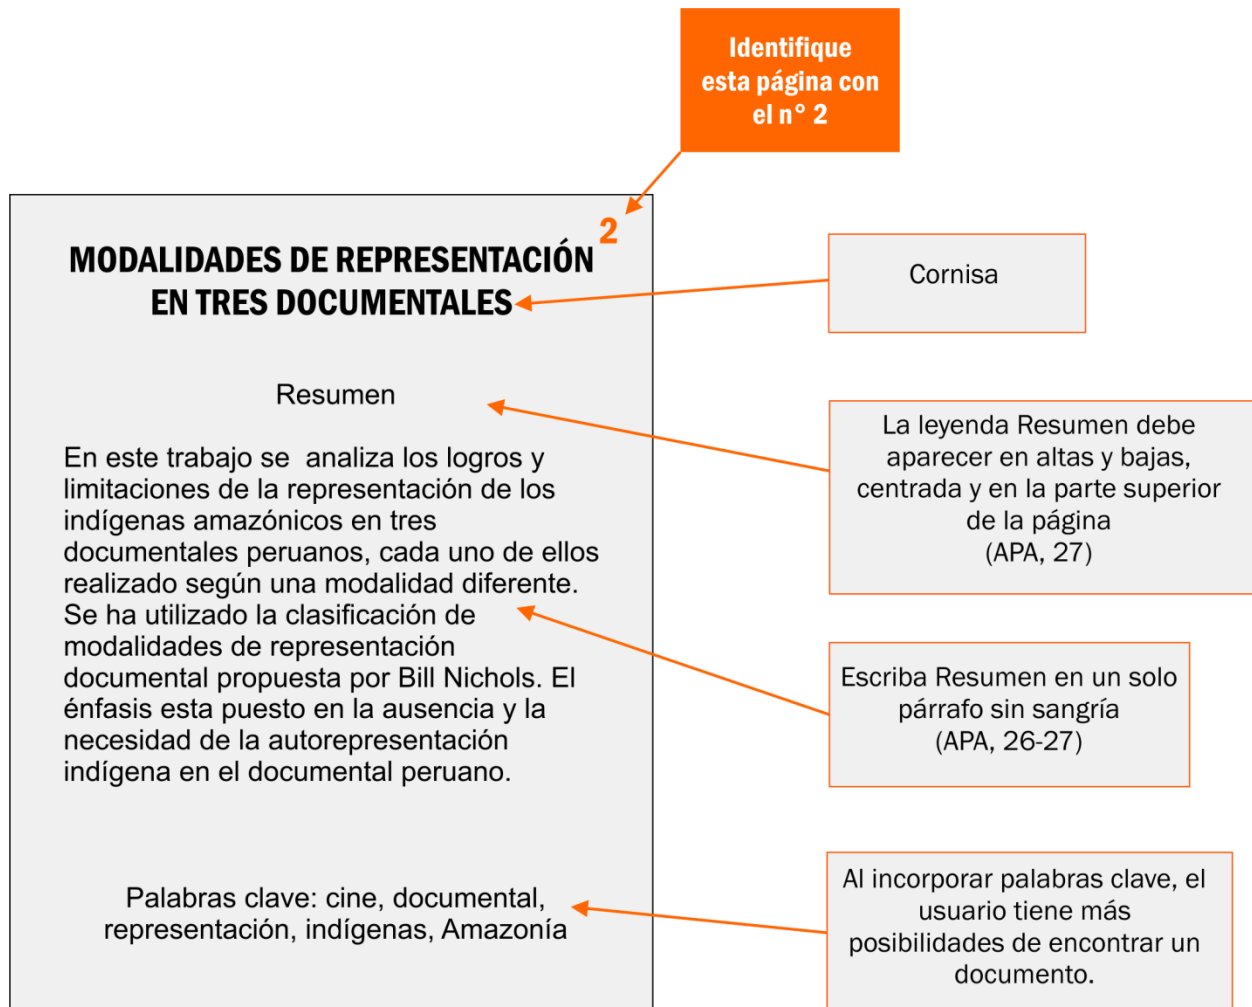 Identifique
esta página con
el n° 2
2
MODALIDADES DE REPRESENTACIÓN
EN TRES DOCUMENTALES
Cornisa
Resumen
La leyenda Resumen debe
aparecer en altas y bajas,
centrada y en la parte superior
de la página
(APA, 27)
En este trabajo se  analiza los logros y
limitaciones de la representación de los
indígenas amazónicos en tres
documentales peruanos, cada uno de ellos
realizado según una modalidad diferente.
Se ha utilizado la clasificación de
modalidades de representación
documental propuesta por Bill Nichols. El
énfasis esta puesto en la ausencia y la
necesidad de la autorepresentación
indígena en el documental peruano.
Escriba Resumen en un solo
párrafo sin sangría
(APA, 26-27)
Palabras clave: cine, documental,
representación, indígenas, Amazonía
Al incorporar palabras clave, el
usuario tiene más
posibilidades de encontrar un
documento.